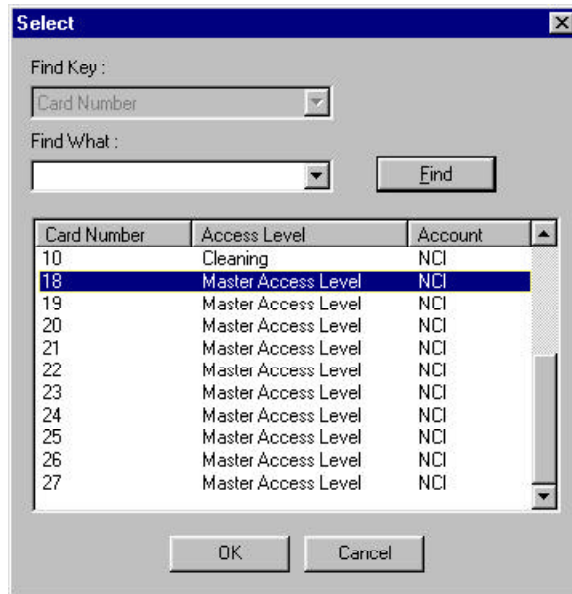 Select
Find Key :
Card Number
Find What :
Find
Card Number Access Level Account
10 Cleaning NCI
18 Master Access Level NCI
19 Master Access Level NCI
20 Master Access Level NCI
21 Master Access Level NCI
22 Master Access Level NCI
23 Master Access Level NCI
24 Master Access Level NCI
25 Master Access Level NCI
26 Master Access Level NCI
27 Master Access Level NCI
OK Cancel